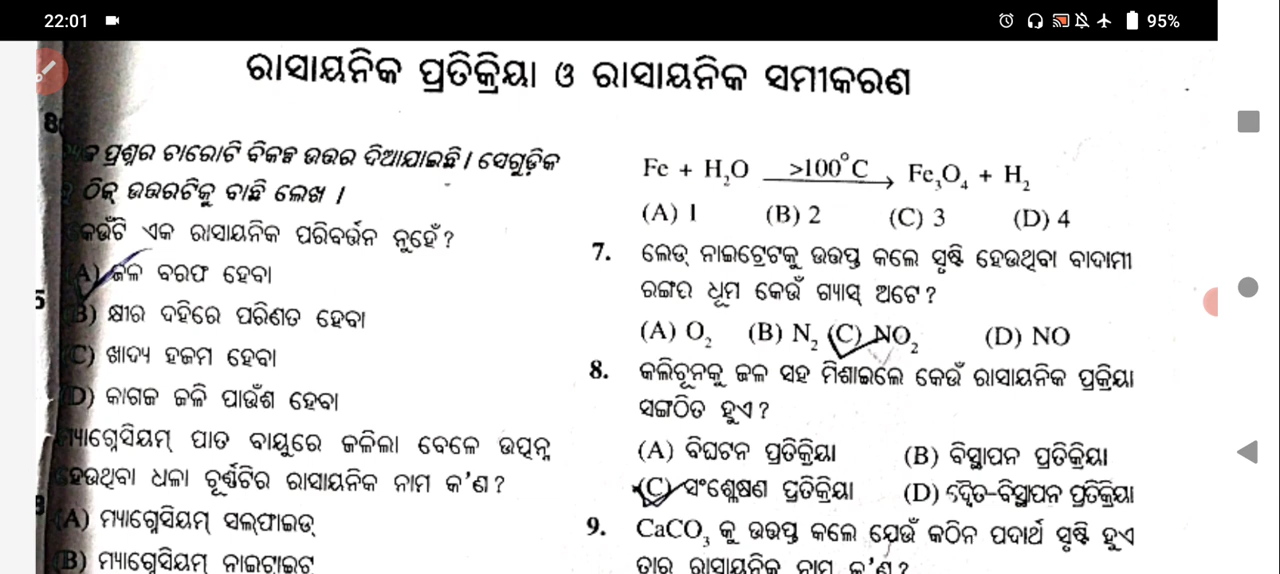 22:01
95%
ରାସାୟନିକ ପ୍ରତିକ୍ରିୟା ଓ ରାସାୟନିକ ସମୀକରଣ
ପ୍ରଶ୍ନର ଚାରୋଟି ବିକଳ୍ପ ଉତ୍ତର ଦିଆଯାଇଛି । ସେଗୁଡ଼ିକ
ଠିକ୍ ଉତ୍ତରଟିକୁ ବାଛି ଲେଖ ।
କେଉଁଟି ଏକ ରାସାୟନିକ ପରିବର୍ତ୍ତନ ନୁହେଁ ?
(A) ଜଳ ବରଫ ହେବା
(B) କ୍ଷୀର ଦହିରେ ପରିଣତ ହେବା
(C) ଖାଦ୍ୟ ହଜମ ହେବା
(D) କାଗଜ ଜଳି ପାଉଁଶ ହେବା
ମ୍ୟାଗ୍ନେସିୟମ୍ ପାତ ବାୟୁରେ ଜଳିଲା ବେଳେ ଉତ୍ପନ୍ନ
ହେଉଥିବା ଧଳା ଚୂର୍ଣ୍ଣଟିର ରାସାୟନିକ ନାମ କ'ଣ ?
(A) ମ୍ୟାଗ୍ନେସିୟମ୍ ସଲ୍‌ଫାଇଡ୍
(B) ମ୍ୟାଗ୍ନେସିୟମ୍ ନାଇଟ୍ରାଇଟ
Fe + H₂O >100°C → Fe₃O₄ + H₂
(A) 1 (B) 2 (C) 3 (D) 4
7. ଲେଡ୍ ନାଇଟ୍ରେଟକୁ ଉତ୍ତପ୍ତ କଲେ ସୃଷ୍ଟି ହେଉଥିବା ବାଦାମୀ
ରଙ୍ଗର ଧୂମ କେଉଁ ଗ୍ୟାସ୍ ଅଟେ ?
(A) O₂ (B) N₂ (C) NO₂ (D) NO
8. କଲିଚୂନକୁ ଜଳ ସହ ମିଶାଇଲେ କେଉଁ ରାସାୟନିକ ପ୍ରକ୍ରିୟା
ସଙ୍ଗଠିତ ହୁଏ ?
(A) ବିଘଟନ ପ୍ରତିକ୍ରିୟା (B) ବିସ୍ଥାପନ ପ୍ରତିକ୍ରିୟା
(C) ସଂଶ୍ଳେଷଣ ପ୍ରତିକ୍ରିୟା (D) ଦ୍ୱୈତ-ବିସ୍ଥାପନ ପ୍ରତିକ୍ରିୟା
9. CaCO₃ କୁ ଉତ୍ତପ୍ତ କଲେ ଯେଉଁ କଠିନ ପଦାର୍ଥ ସୃଷ୍ଟି ହୁଏ
ତାର ରାସାୟନିକ ନାମ କ'ଣ ?